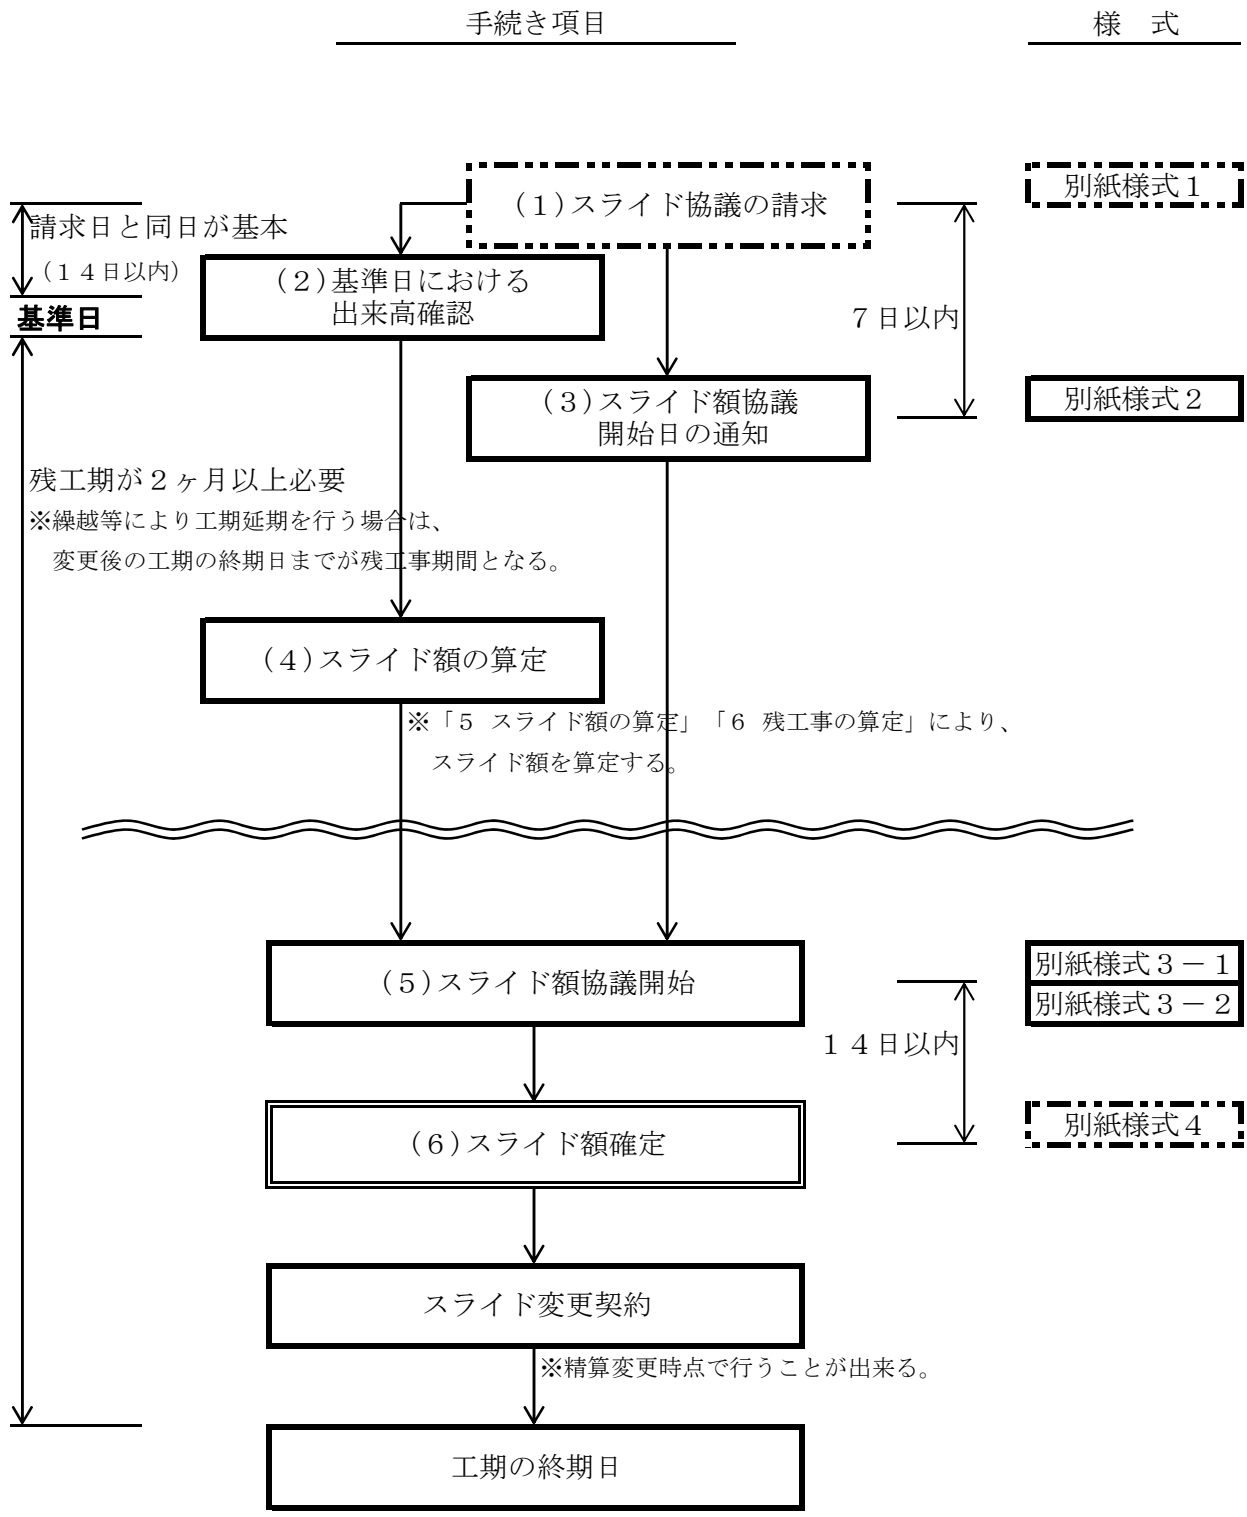 手続き項目
様　式
(１)スライド協議の請求
別紙様式１
請求日と同日が基本
（１４日以内）
(２)基準日における
出来高確認
基準日
７日以内
(３)スライド額協議
開始日の通知
別紙様式２
残工期が２ヶ月以上必要
※繰越等により工期延期を行う場合は、
変更後の工期の終期日までが残工事期間となる。
(４)スライド額の算定
※「５ スライド額の算定」「６ 残工事の算定」により、
スライド額を算定する。
(５)スライド額協議開始
別紙様式３－１
別紙様式３－２
１４日以内
(６)スライド額確定
別紙様式４
スライド変更契約
※精算変更時点で行うことが出来る。
工期の終期日